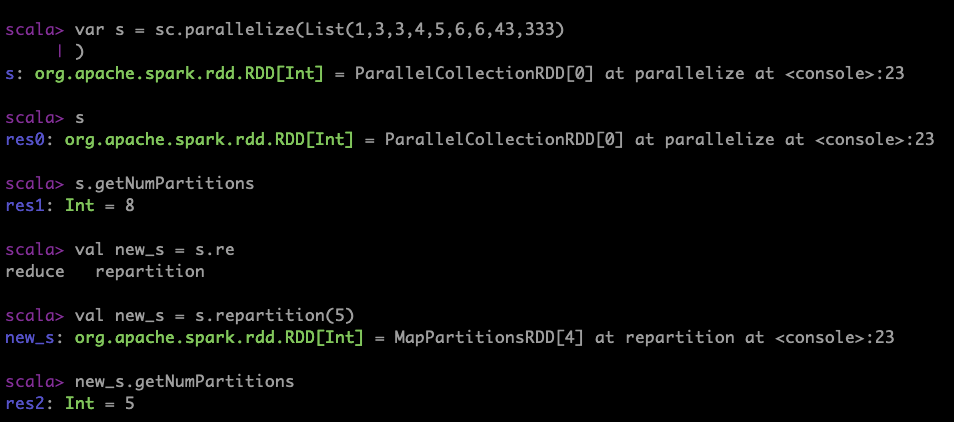 scala> var s = sc.parallelize(List(1,3,3,4,5,6,6,43,333)
     | )
s: org.apache.spark.rdd.RDD[Int] = ParallelCollectionRDD[0] at parallelize at <console>:23
scala> s
res0: org.apache.spark.rdd.RDD[Int] = ParallelCollectionRDD[0] at parallelize at <console>:23
scala> s.getNumPartitions
res1: Int = 8
scala> val new_s = s.re
reduce   repartition
scala> val new_s = s.repartition(5)
new_s: org.apache.spark.rdd.RDD[Int] = MapPartitionsRDD[4] at repartition at <console>:23
scala> new_s.getNumPartitions
res2: Int = 5